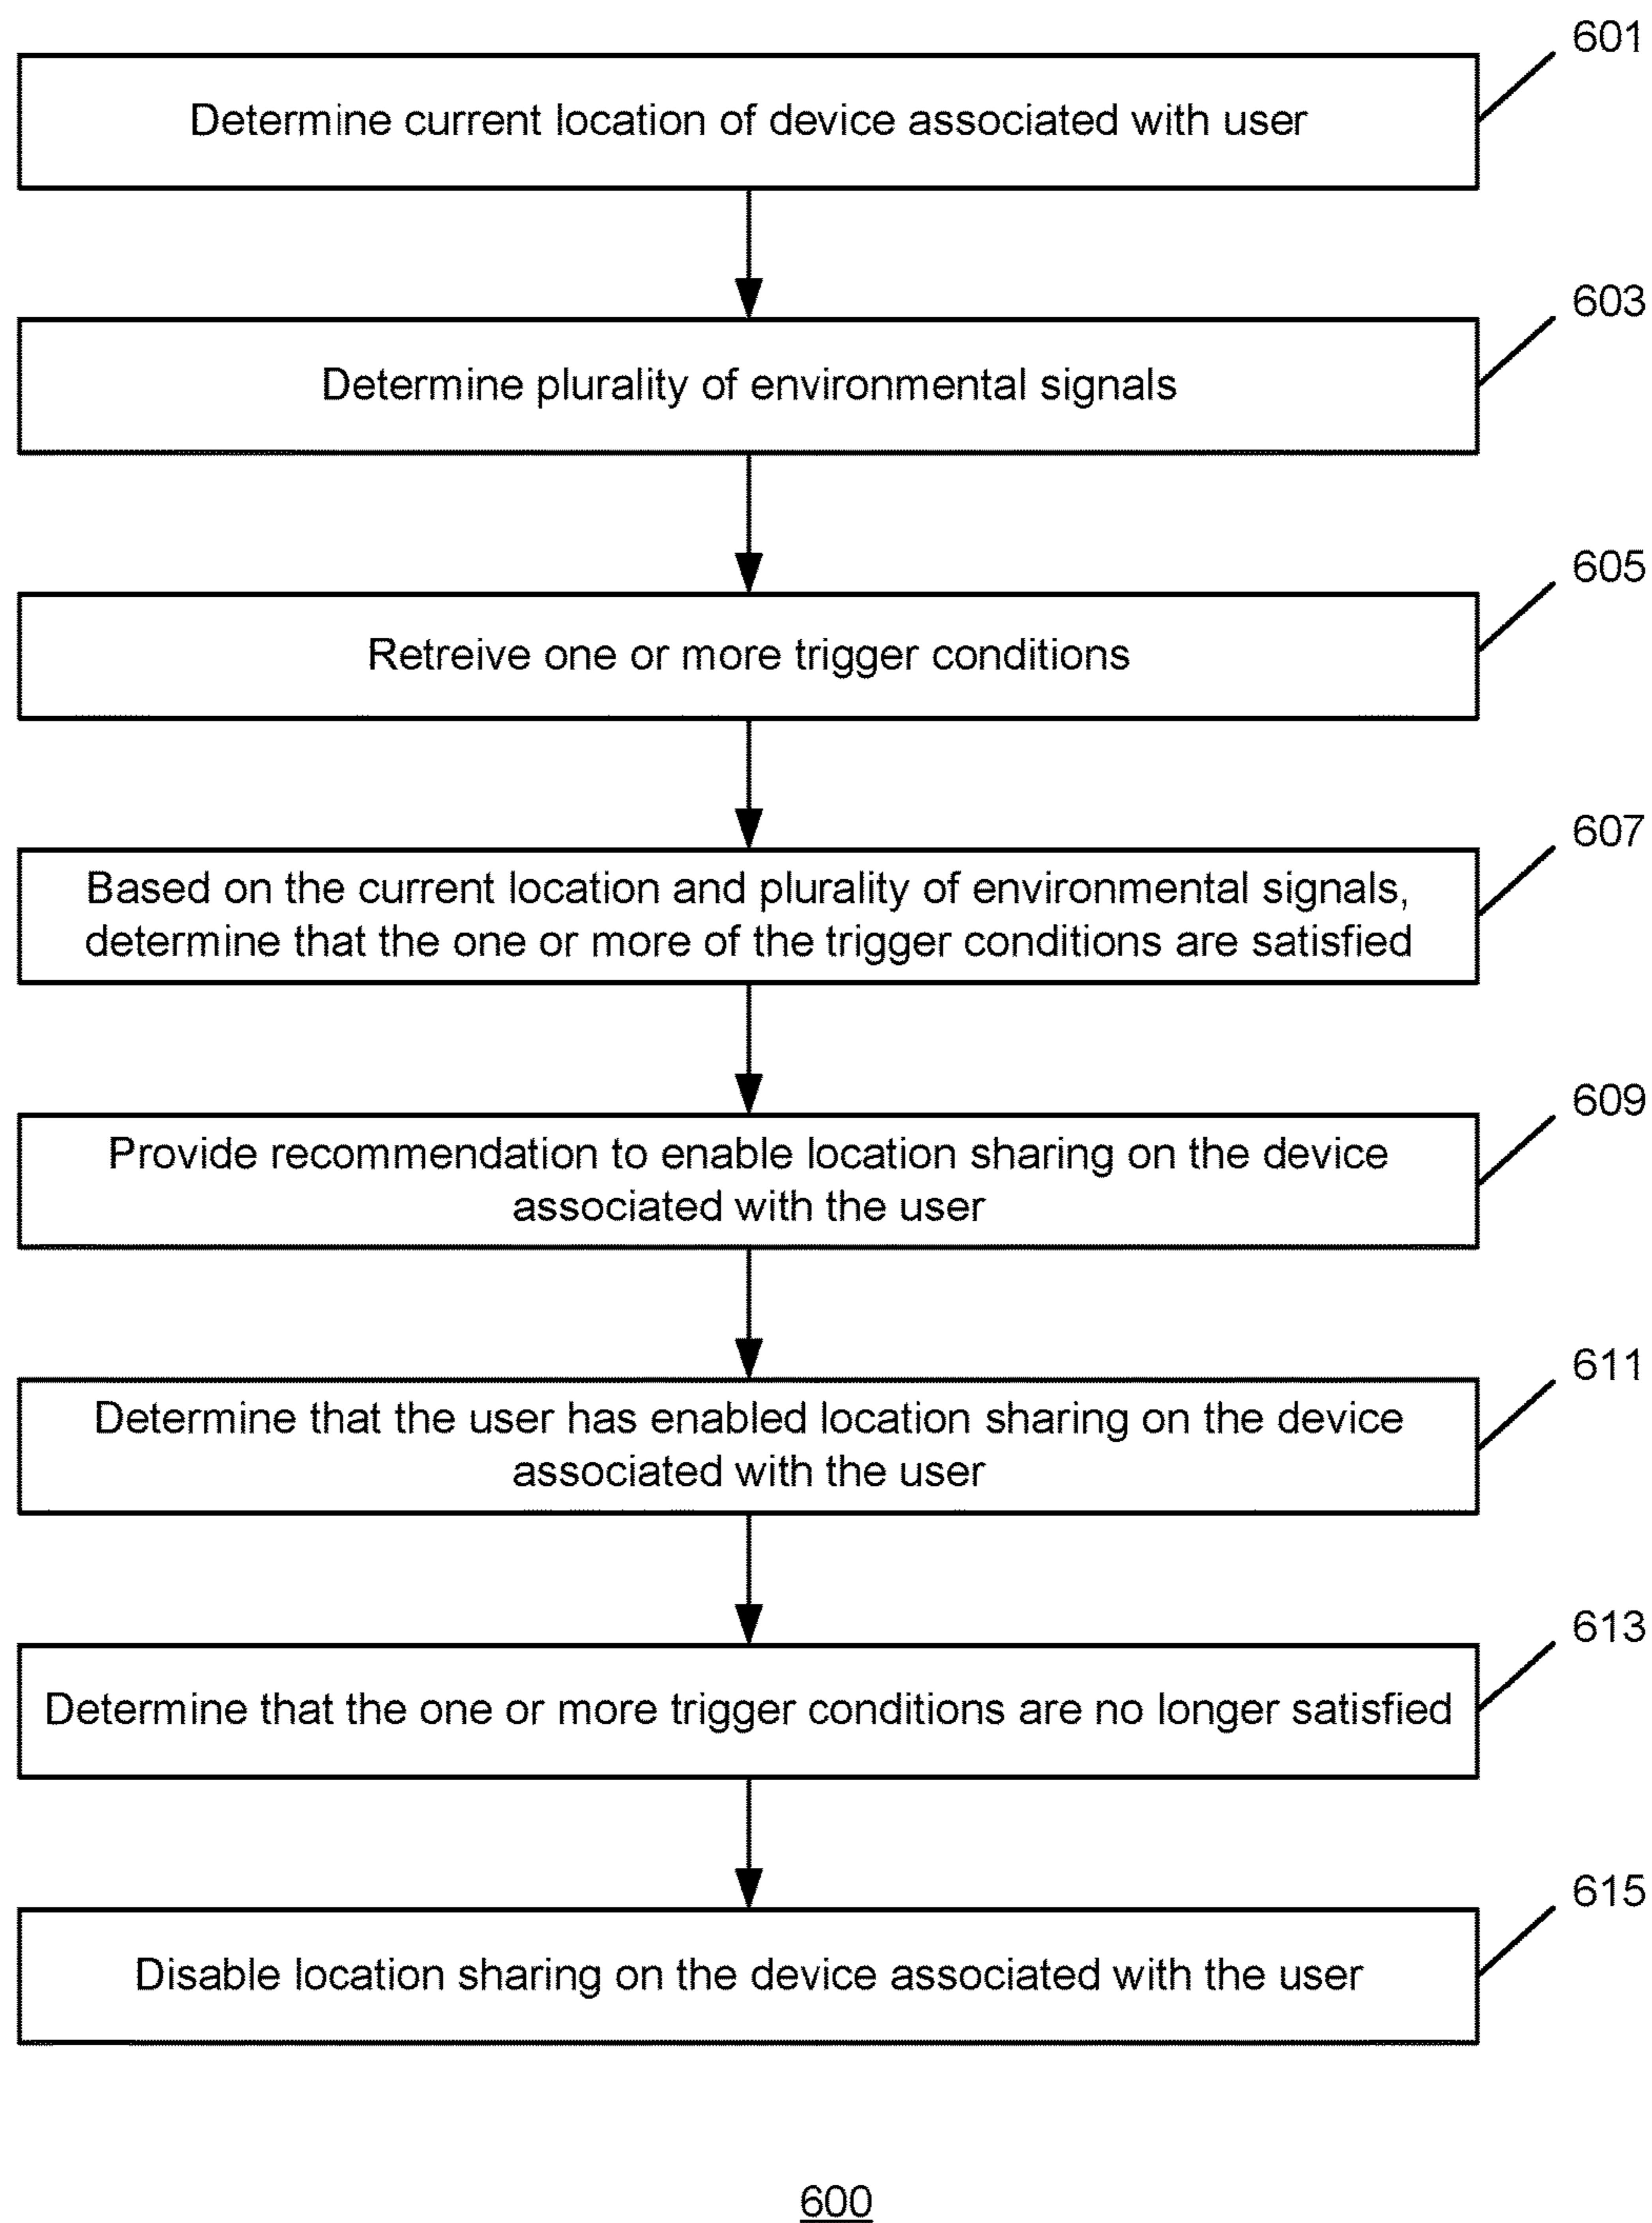 601
Determine current location of device associated with user
603
Determine plurality of environmental signals
605
Retreive one or more trigger conditions
607
Based on the current location and plurality of environmental signals,
determine that the one or more of the trigger conditions are satisfied
609
Provide recommendation to enable location sharing on the device
associated with the user
611
Determine that the user has enabled location sharing on the device
associated with the user
613
Determine that the one or more trigger conditions are no longer satisfied
615
Disable location sharing on the device associated with the user
600